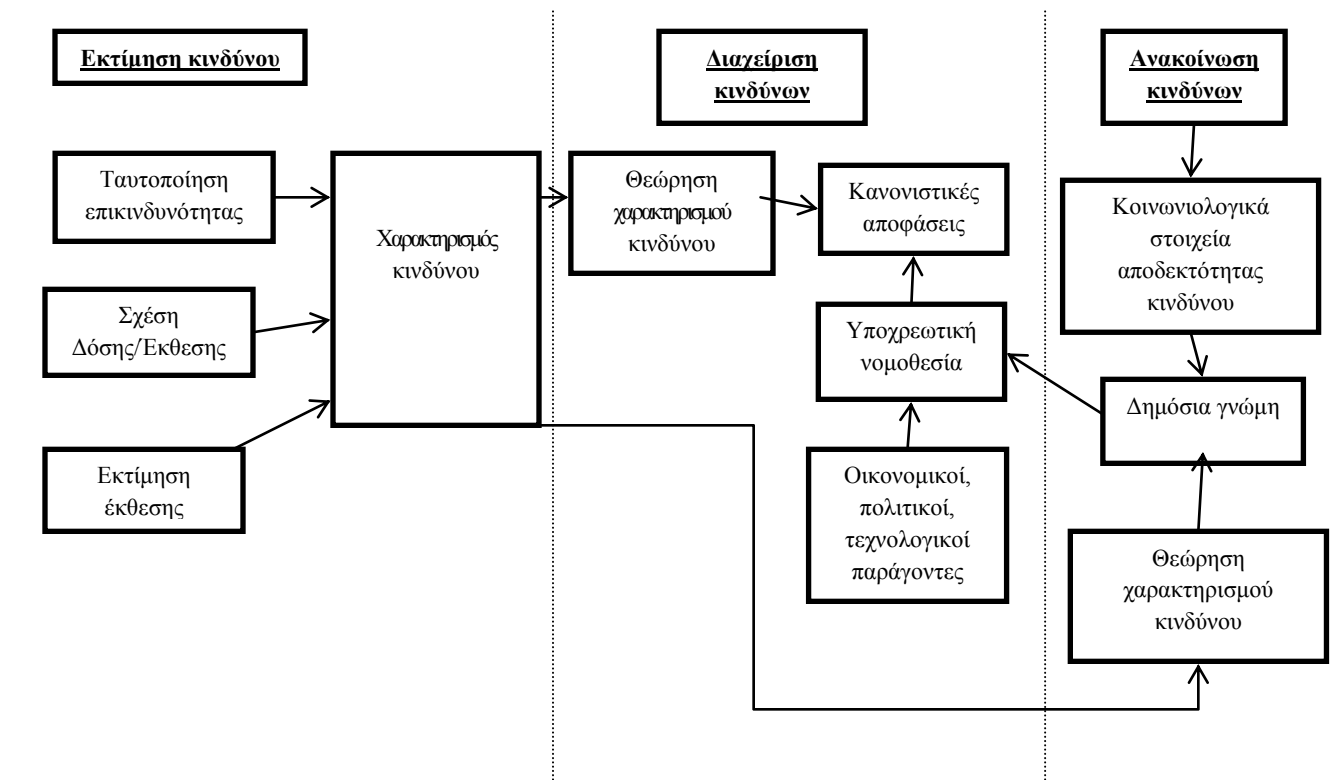 Εκτίμηση κινδύνου
Ταυτοποίηση
επικινδυνότητας
Σχέση
Δόσης/Εκθεσης
Εκτίμηση
έκθεσης
Χαρακτηρισμός
κινδύνου
Διαχείριση
κινδύνων
Θεώρηση
χαρακτηρισμού
κινδύνου
Κανονιστικές
αποφάσεις
Υποχρεωτική
νομοθεσία
Οικονομικοί,
πολιτικοί,
τεχνολογικοί
παράγοντες
Ανακοίνωση
κινδύνων
Κοινωνιολογικά
στοιχεία
αποδεκτότητας
κινδύνου
Δημόσια γνώμη
Θεώρηση
χαρακτηρισμού
κινδύνου